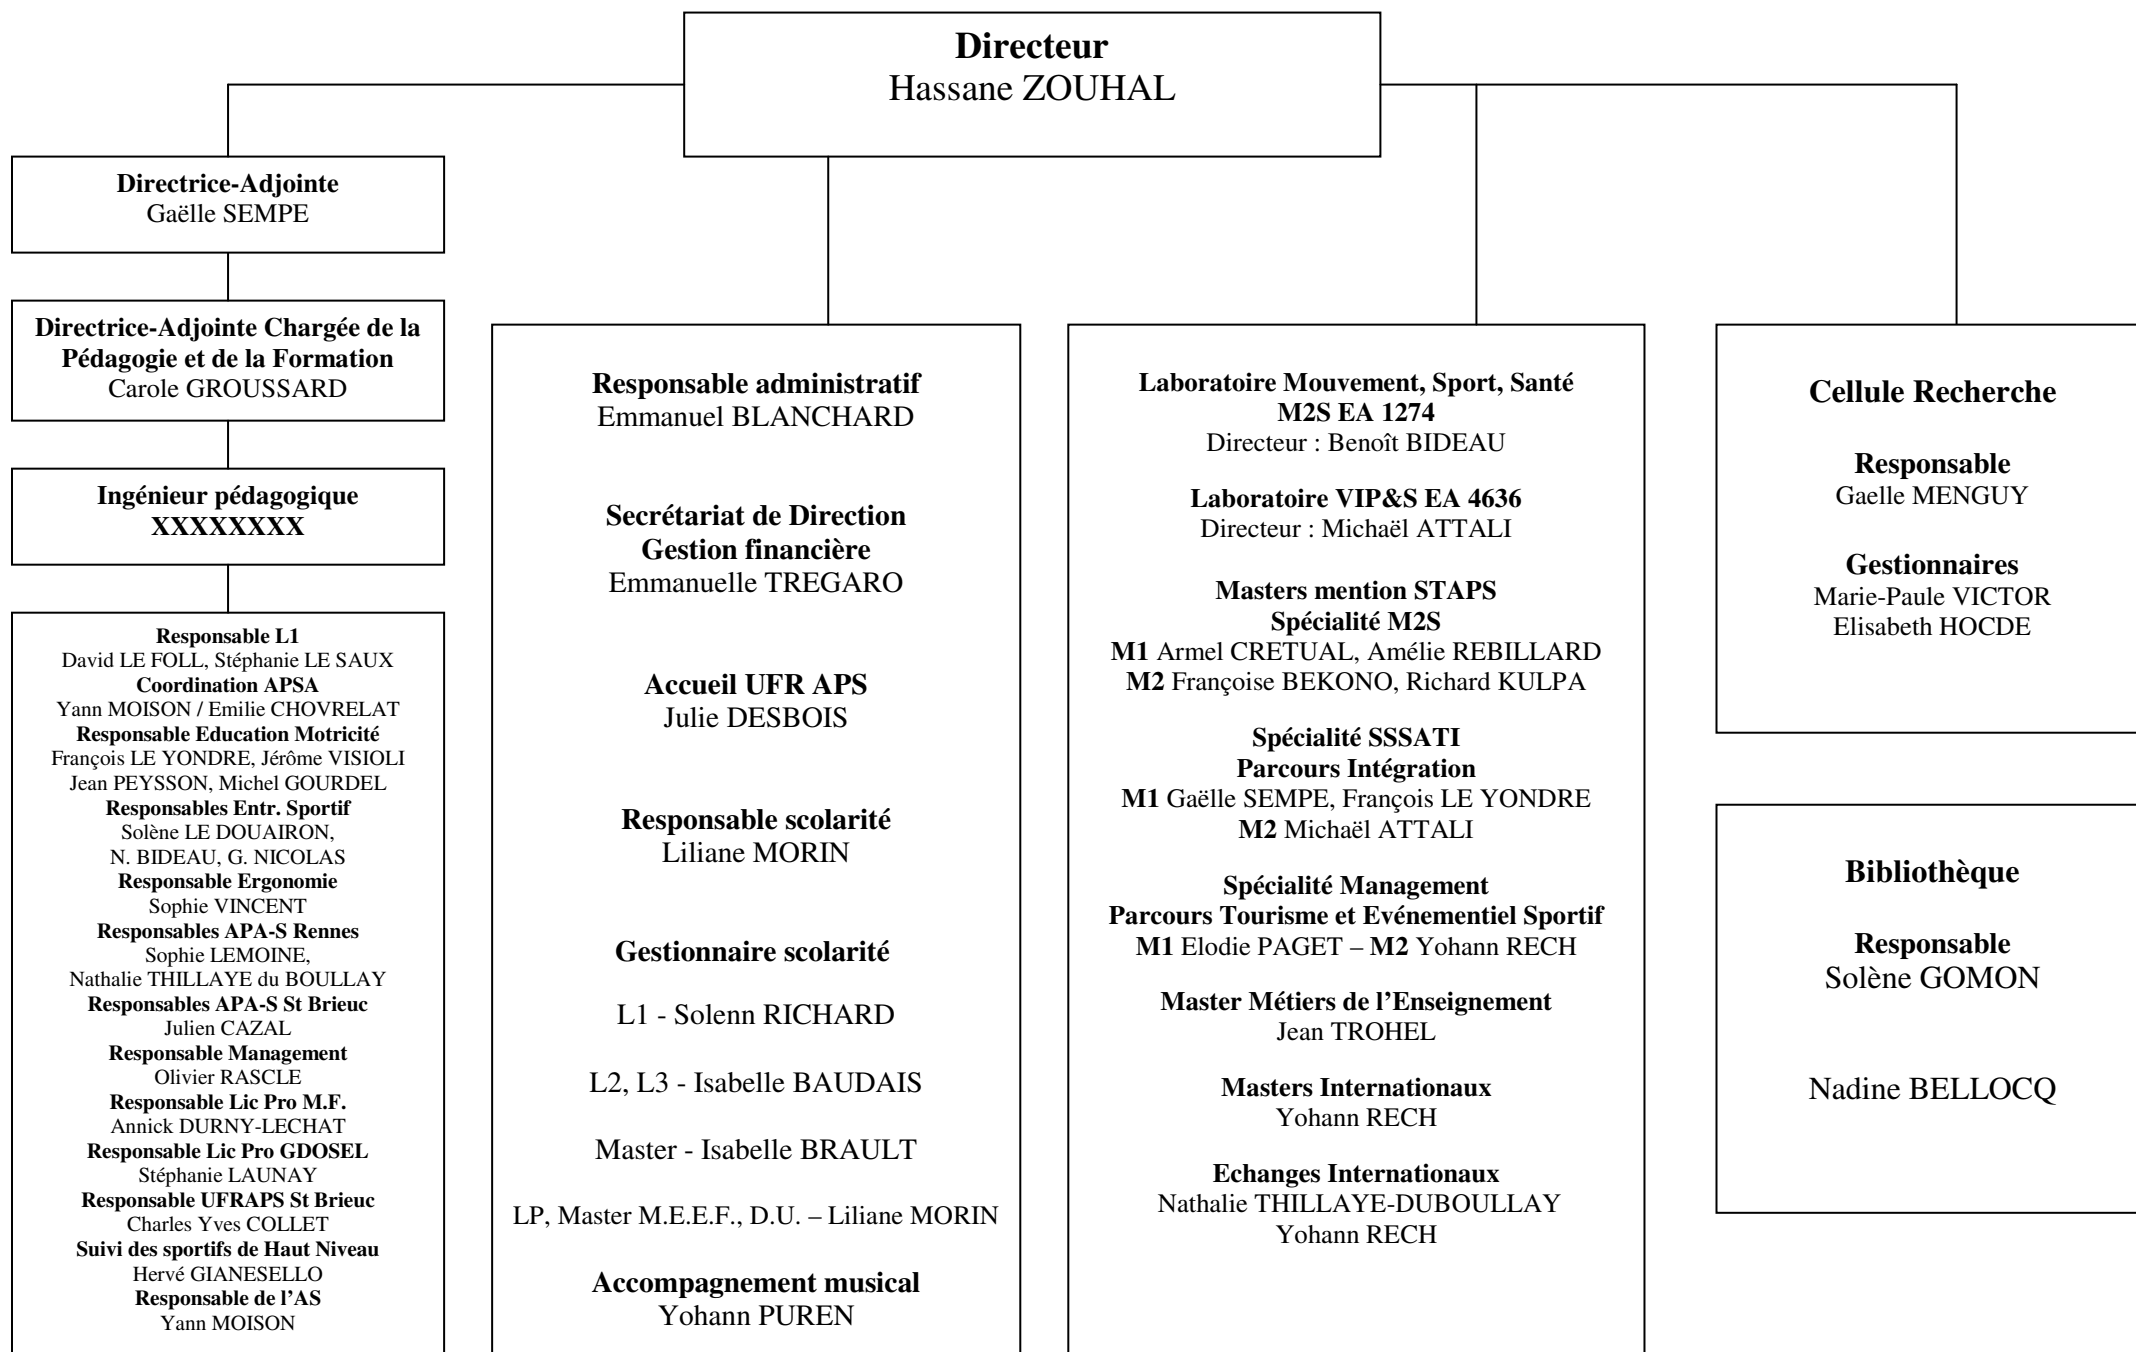 Directeur
Hassane ZOUHAL
Directrice-Adjointe
Gaëlle SEMPE
Directrice-Adjointe Chargée de la
Pédagogie et de la Formation
Carole GROUSSARD
Ingénieur pédagogique
XXXXXXXX
Responsable L1
David LE FOLL, Stéphanie LE SAUX
Coordination APSA
Yann MOISON / Emilie CHOVRELAT
Responsable Education Motricité
François LE YONDRE, Jérôme VISIOLI
Jean PEYSSON, Michel GOURDEL
Responsables Entr. Sportif
Solène LE DOUAIRON,
N. BIDEAU, G. NICOLAS
Responsable Ergonomie
Sophie VINCENT
Responsables APA-S Rennes
Sophie LEMOINE,
Nathalie THILLAYE du BOULLAY
Responsables APA-S St Brieuc
Julien CAZAL
Responsable Management
Olivier RASCLE
Responsable Lic Pro M.F.
Annick DURNY-LECHAT
Responsable Lic Pro GDOSEL
Stéphanie LAUNAY
Responsable UFRAPS St Brieuc
Charles Yves COLLET
Suivi des sportifs de Haut Niveau
Hervé GIANESELLO
Responsable de l’AS
Yann MOISON
Responsable administratif
Emmanuel BLANCHARD
Secrétariat de Direction
Gestion financière
Emmanuelle TREGARO
Accueil UFR APS
Julie DESBOIS
Responsable scolarité
Liliane MORIN
Gestionnaire scolarité
L1 - Solenn RICHARD
L2, L3 - Isabelle BAUDAIS
Master - Isabelle BRAULT
LP, Master M.E.E.F., D.U. – Liliane MORIN
Accompagnement musical
Yohann PUREN
Laboratoire Mouvement, Sport, Santé
M2S EA 1274
Directeur : Benoît BIDEAU
Laboratoire VIP&S EA 4636
Directeur : Michaël ATTALI
Masters mention STAPS
Spécialité M2S
M1 Armel CRETUAL, Amélie REBILLARD
M2 Françoise BEKONO, Richard KULPA
Spécialité SSSATI
Parcours Intégration
M1 Gaëlle SEMPE, François LE YONDRE
M2 Michaël ATTALI
Spécialité Management
Parcours Tourisme et Evénementiel Sportif
M1 Elodie PAGET – M2 Yohann RECH
Master Métiers de l’Enseignement
Jean TROHEL
Masters Internationaux
Yohann RECH
Echanges Internationaux
Nathalie THILLAYE-DUBOULLAY
Yohann RECH
Cellule Recherche
Responsable
Gaelle MENGUY
Gestionnaires
Marie-Paule VICTOR
Elisabeth HOCDE
Bibliothèque
Responsable
Solène GOMON
Nadine BELLOCQ